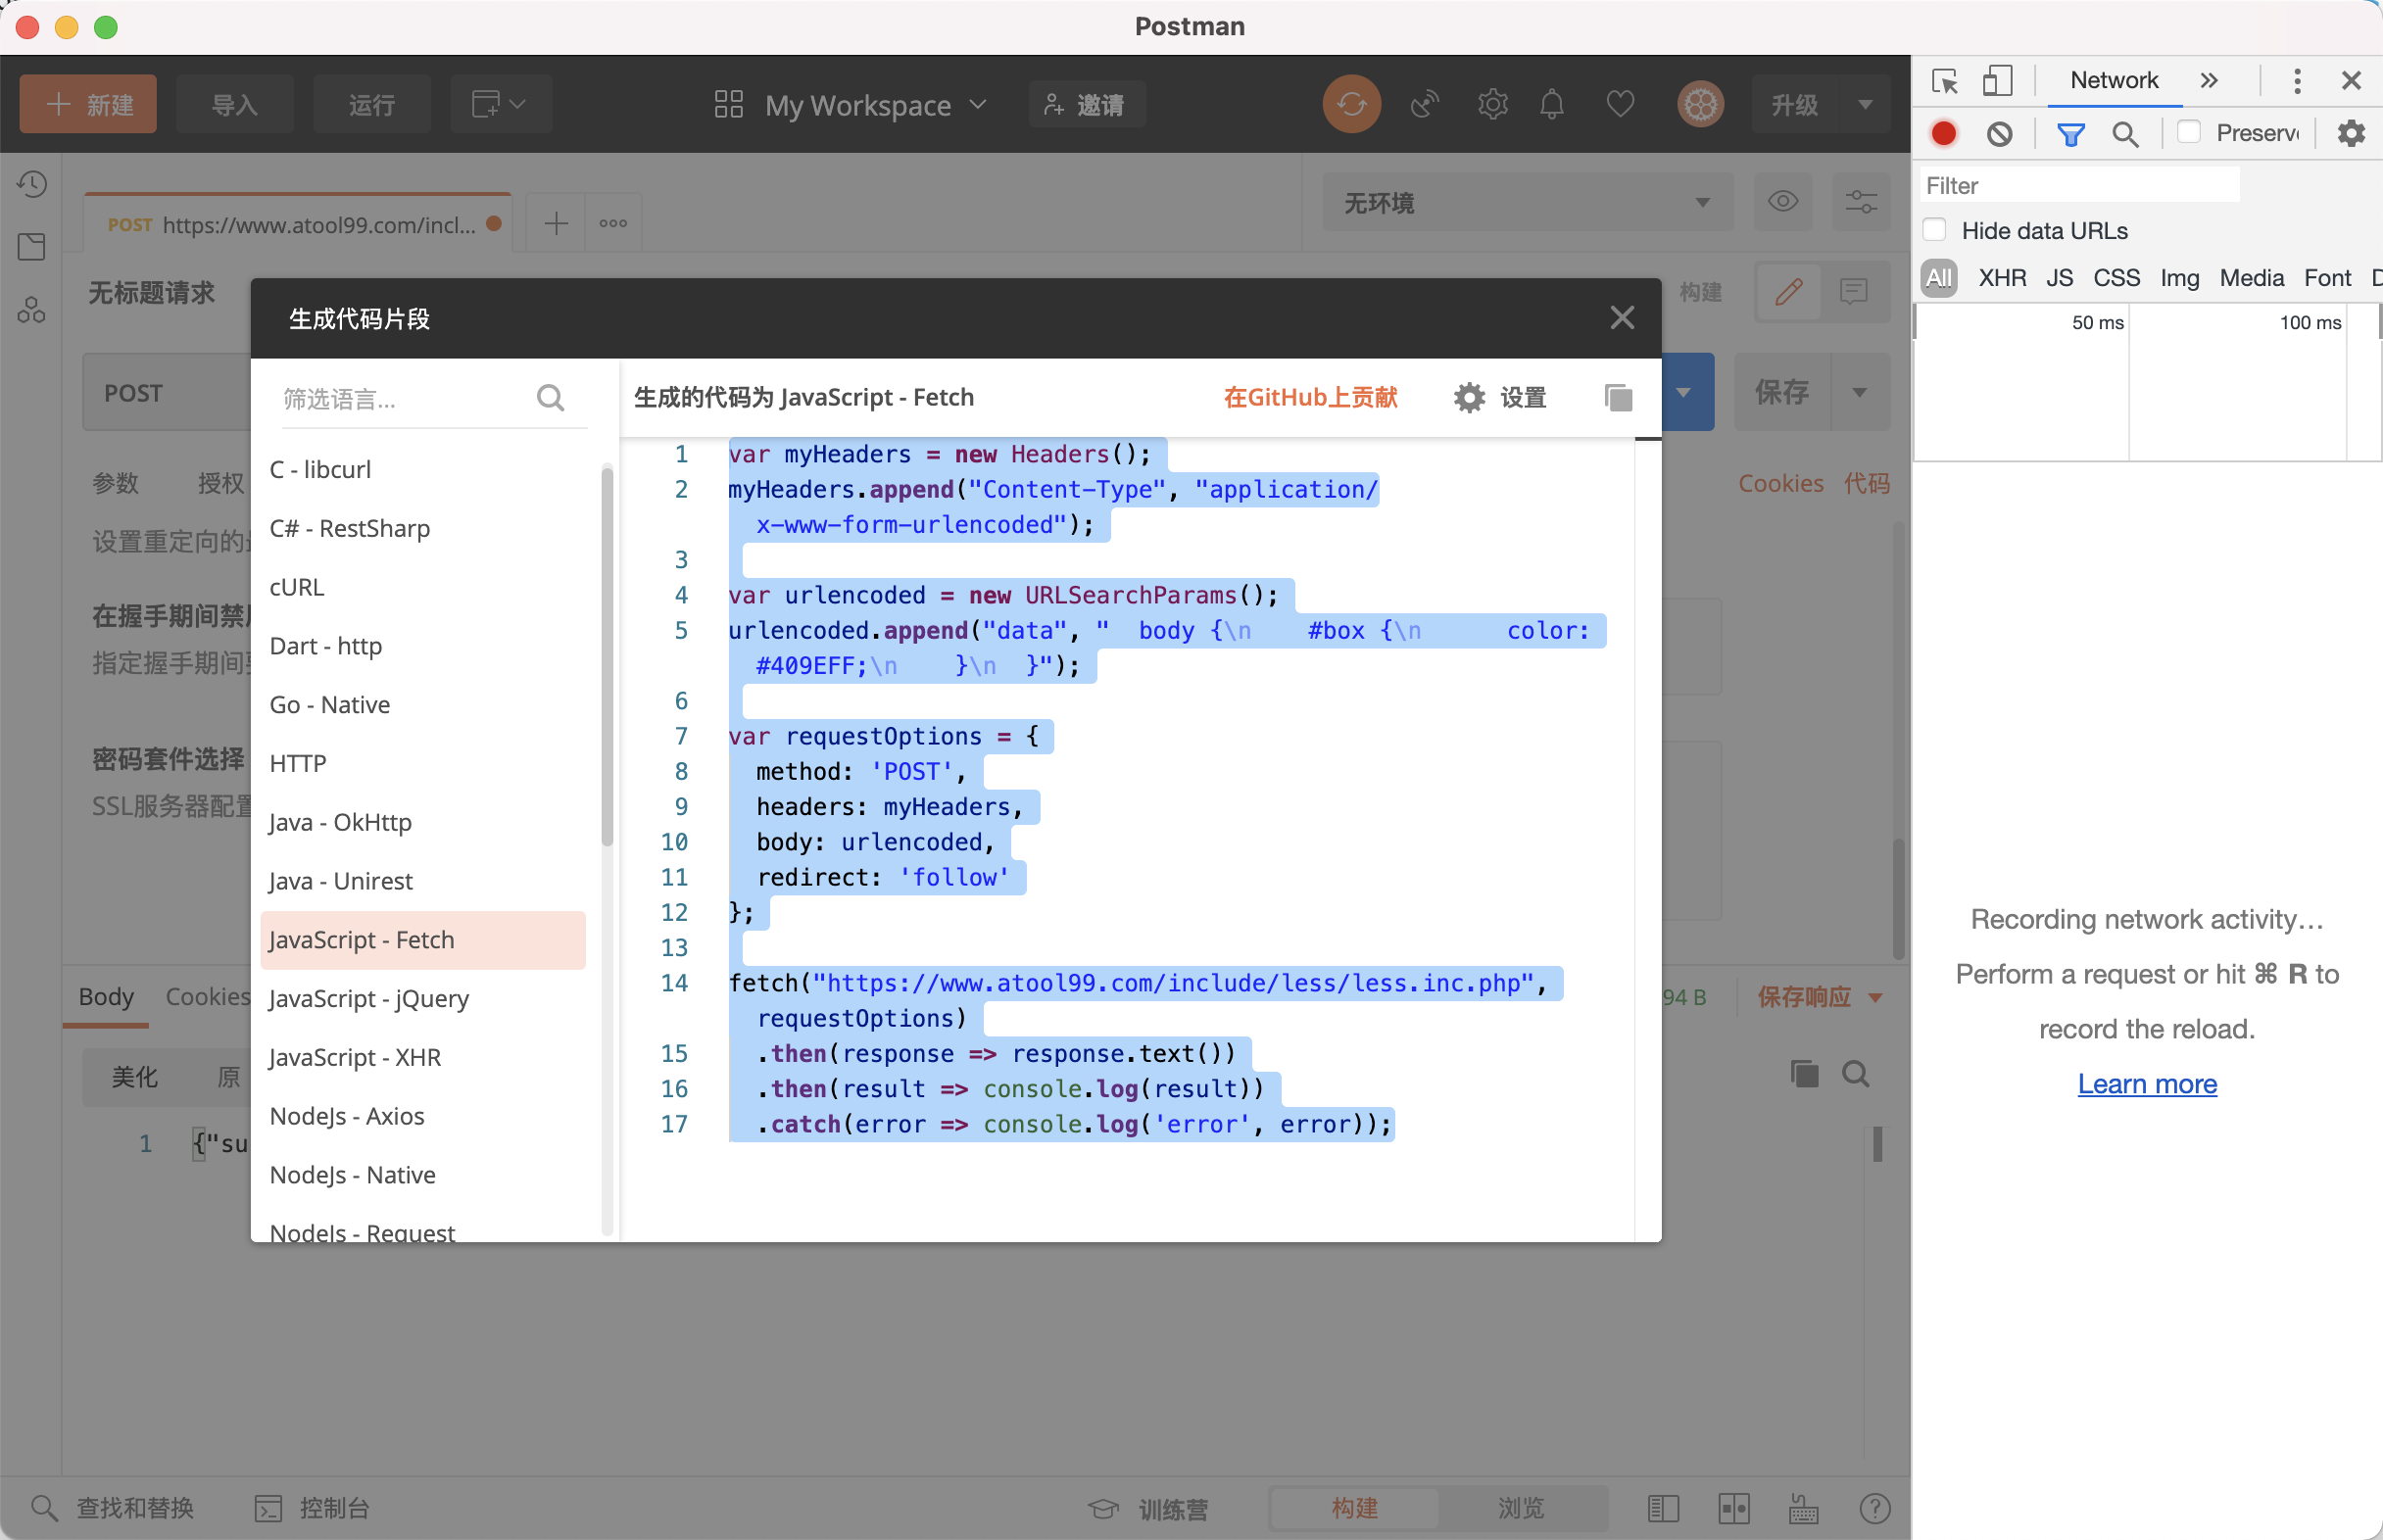 Postman
新建
导入
运行
My Workspace
邀请
升级
POST https://www.atool99.com/incl...
无环境
无标题请求
构建
POST
保存
参数
授权
Cookies
代码
设置重定向的
在握手期间禁
指定握手期间
密码套件选择
SSL服务器配置
Body
Cookies
94 B
保存响应
美化
原
1
{"su
生成代码片段
筛选语言...
C - libcurl
C# - RestSharp
cURL
Dart - http
Go - Native
HTTP
Java - OkHttp
Java - Unirest
JavaScript - Fetch
JavaScript - jQuery
JavaScript - XHR
NodeJs - Axios
NodeJs - Native
NodeJs - Request
生成的代码为 JavaScript - Fetch
在GitHub上贡献
设置
1 var myHeaders = new Headers();
2 myHeaders.append("Content-Type", "application/
x-www-form-urlencoded");
3
4 var urlencoded = new URLSearchParams();
5 urlencoded.append("data", "  body {\n    #box {\n      color:
#409EFF;\n    }\n  }");
6
7 var requestOptions = {
8   method: 'POST',
9   headers: myHeaders,
10   body: urlencoded,
11   redirect: 'follow'
12 };
13
14 fetch("https://www.atool99.com/include/less/less.inc.php",
requestOptions)
15   .then(response => response.text())
16   .then(result => console.log(result))
17   .catch(error => console.log('error', error));
查找和替换
控制台
训练营
构建
浏览
Network
Preserv
Filter
Hide data URLs
All XHR JS CSS Img Media Font
50 ms
100 ms
Recording network activity…
Perform a request or hit ⌘ R to
record the reload.
Learn more